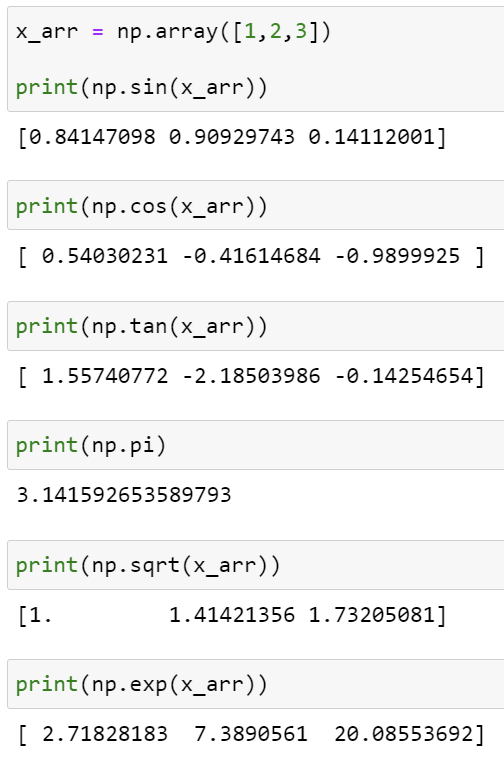 x_arr = np.array([1,2,3])
print(np.sin(x_arr))
[0.84147098 0.90929743 0.14112001]
print(np.cos(x_arr))
[ 0.54030231 -0.41614684 -0.9899925 ]
print(np.tan(x_arr))
[ 1.55740772 -2.18503986 -0.14254654]
print(np.pi)
3.141592653589793
print(np.sqrt(x_arr))
[1.         1.41421356 1.73205081]
print(np.exp(x_arr))
[ 2.71828183  7.3890561  20.08553692]